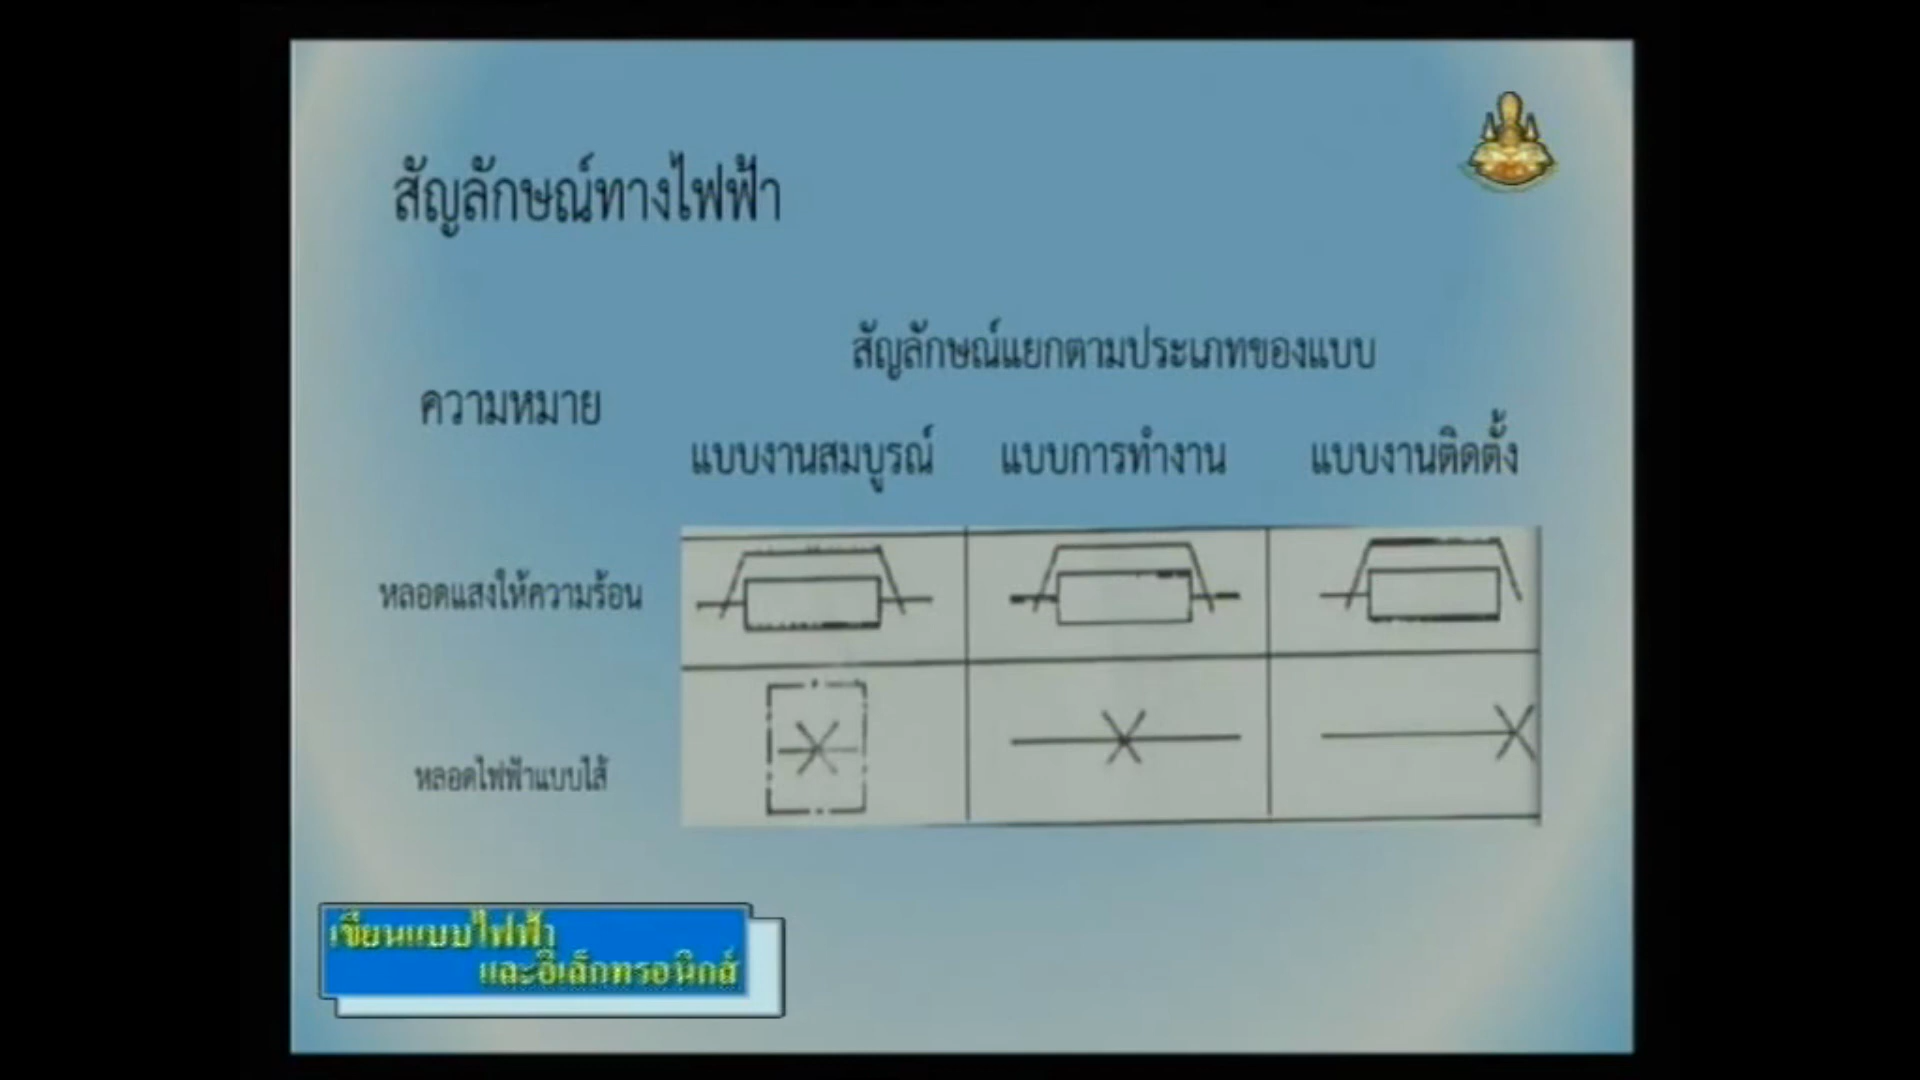 สัญลักษณ์ทางไฟฟ้า
สัญลักษณ์แยกตามประเภทของแบบ
ความหมาย
แบบงานสมบูรณ์ แบบการทำงาน แบบงานติดตั้ง
หลอดแสงให้ความร้อน
หลอดไฟฟ้าแบบไส้
เขียนแบบไฟฟ้า
และอิเล็กทรอนิกส์